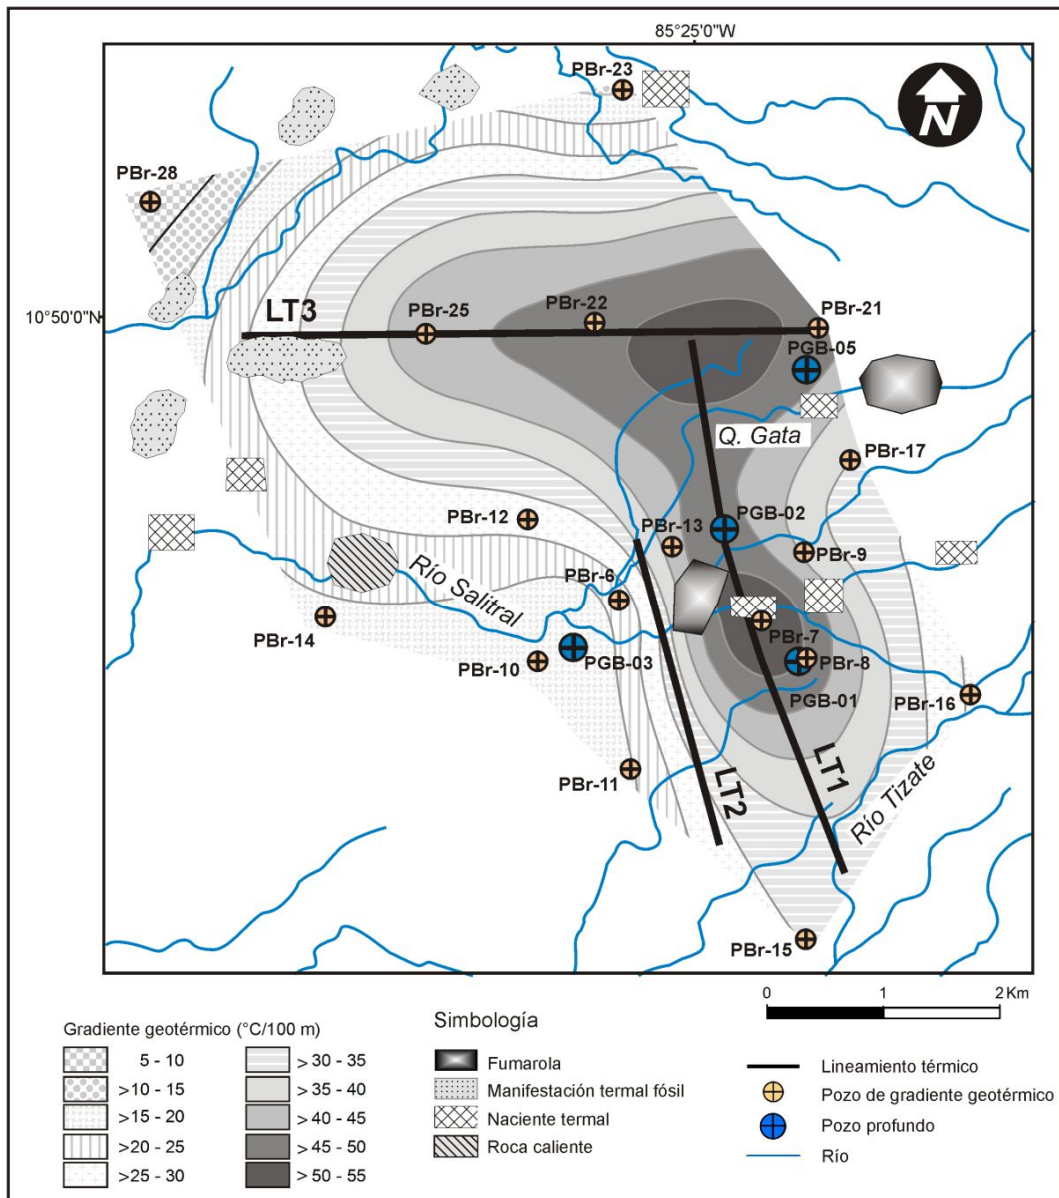 85°25'0"W
PBr-23
N
PBr-28
10°50'0"N
LT3
PBr-25
PBr-22
PBr-21
PGB-05
Q. Gata
PBr-17
PGB-02
PBr-12
PBr-13
PBr-9
PBr-6
Río Salitral
PBr-14
PBr-7
PBr-10
PGB-03
PBr-8
PGB-01
PBr-16
PBr-11
LT2
LT1
Río Tizate
PBr-15
0 1 2 Km
Gradiente geotérmico (°C/100 m)
5 - 10
>10 - 15
>15 - 20
>20 - 25
>25 - 30
> 30 - 35
>35 - 40
> 40 - 45
>45 - 50
> 50 - 55
Simbología
Fumarola
Manifestación termal fósil
Naciente termal
Roca caliente
Lineamiento térmico
Pozo de gradiente geotérmico
Pozo profundo
Río